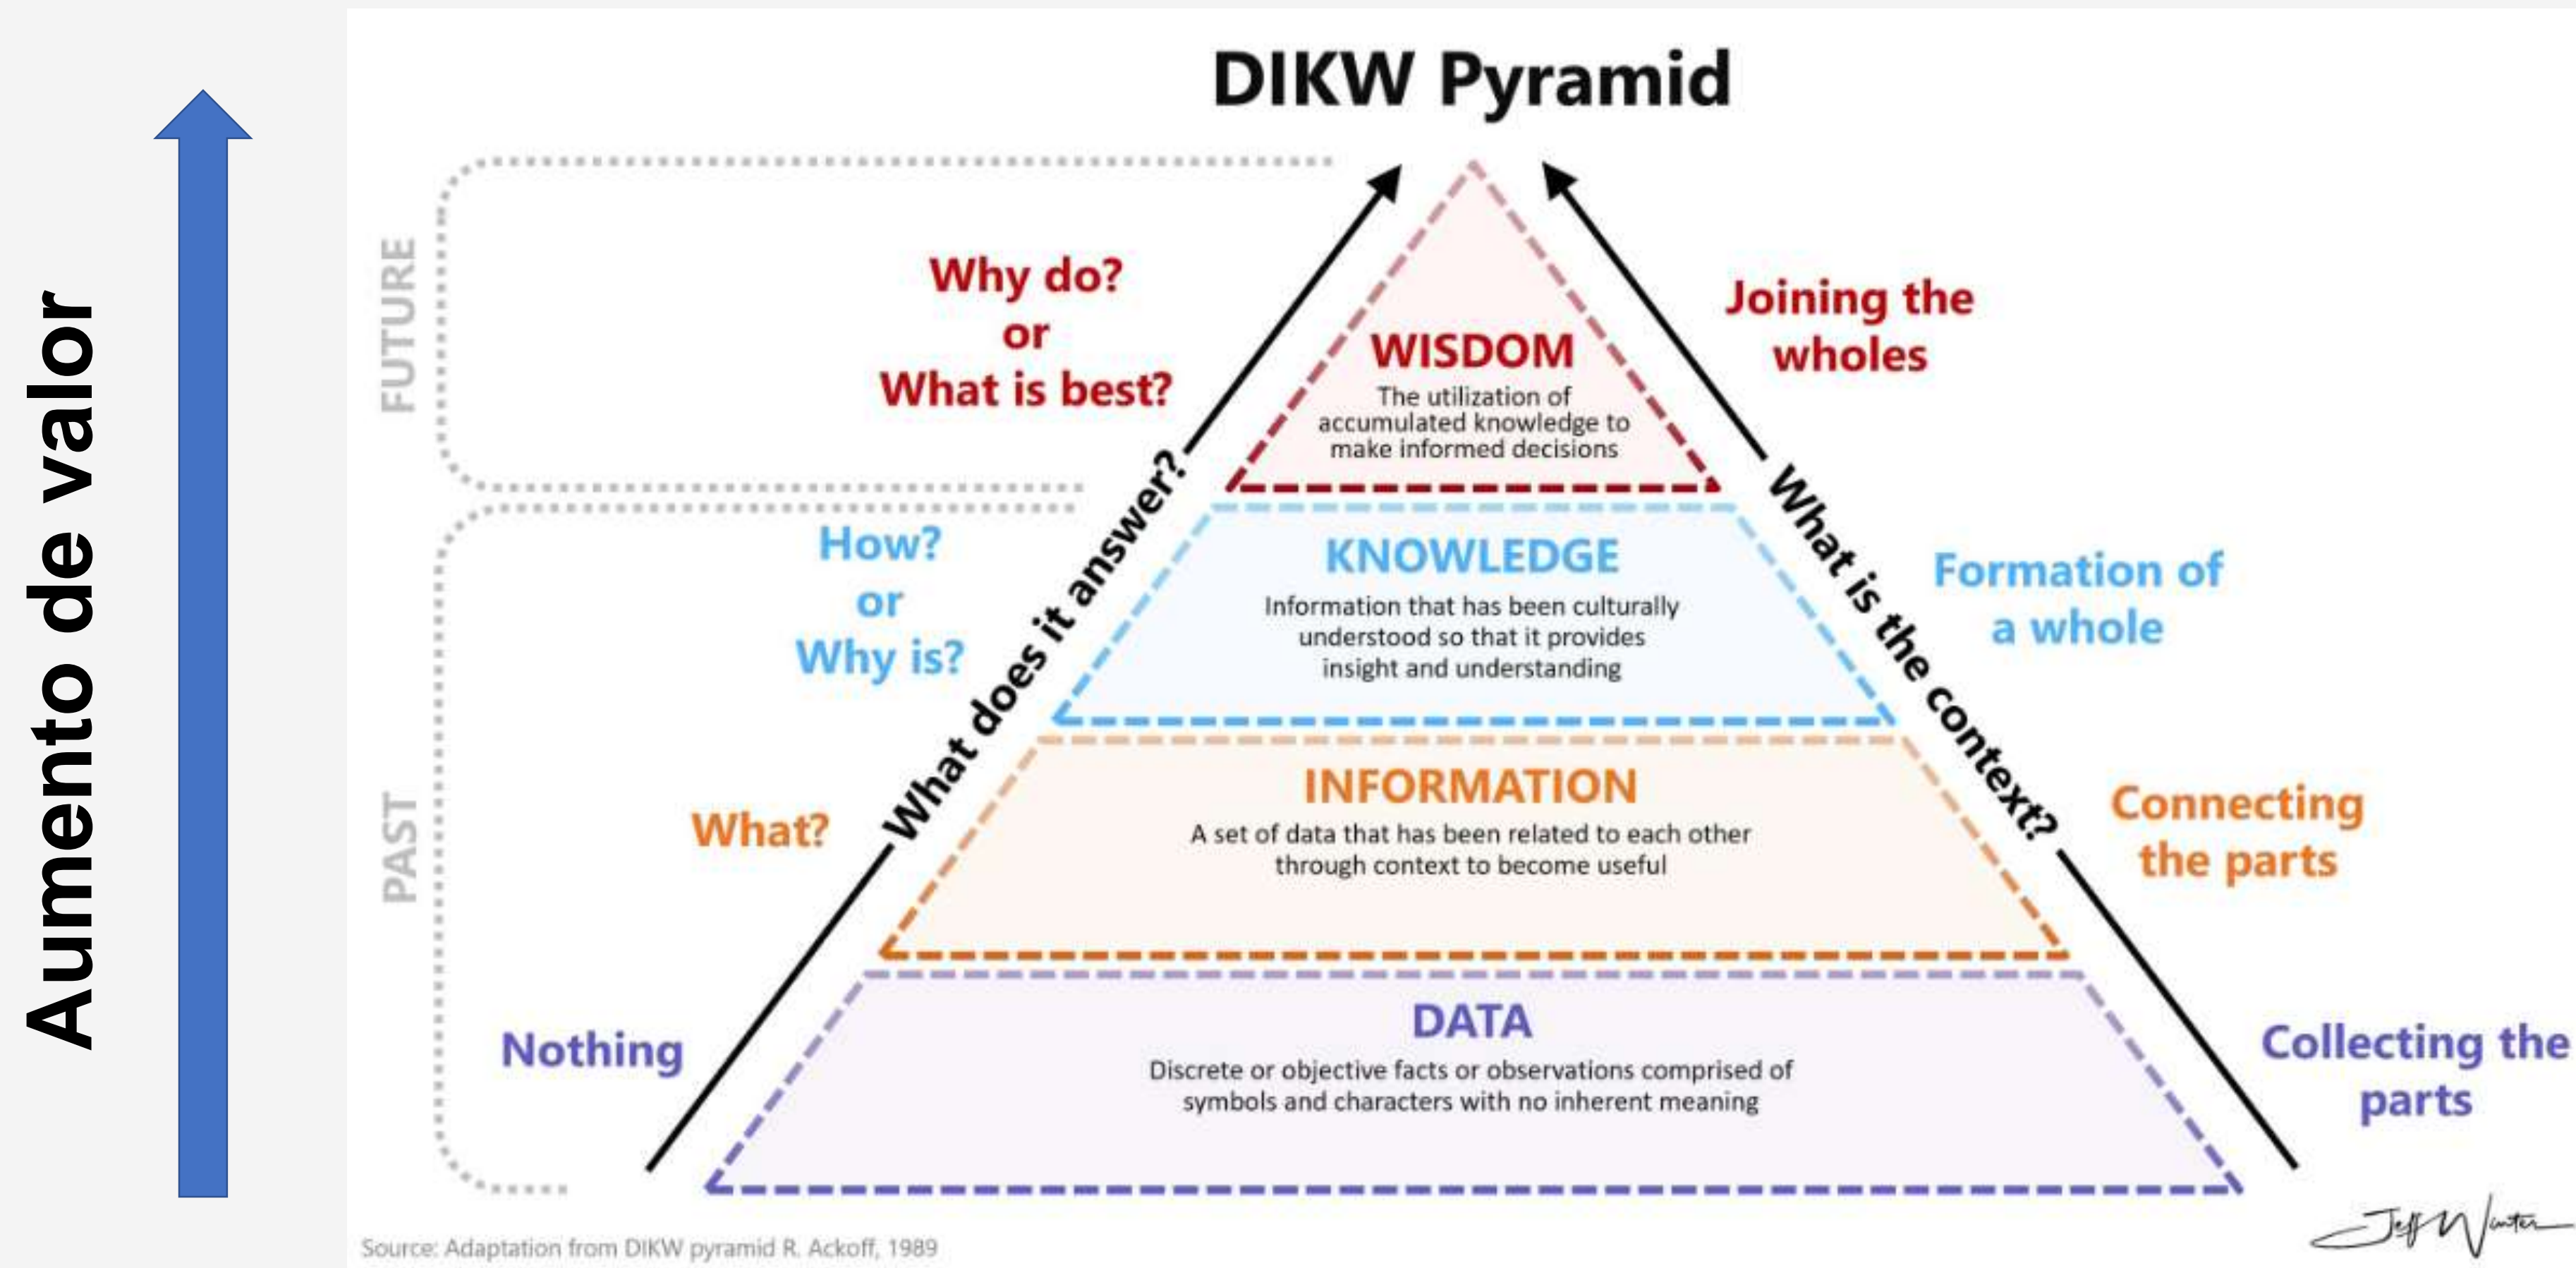 DIKW Pyramid
Aumento de valor
FUTURE
PAST
Why do?
or
What is best?
How?
or
Why is?
What?
Nothing
What does it answer?
WISDOM
The utilization of
accumulated knowledge to
make informed decisions
KNOWLEDGE
Information that has been culturally
understood so that it provides
insight and understanding
INFORMATION
A set of data that has been related to each other
through context to become useful
DATA
Discrete or objective facts or observations comprised of
symbols and characters with no inherent meaning
What is the context?
Joining the
wholes
Formation of
a whole
Connecting
the parts
Collecting the
parts
Source: Adaptation from DIKW pyramid R. Ackoff, 1989
Jeff Winter